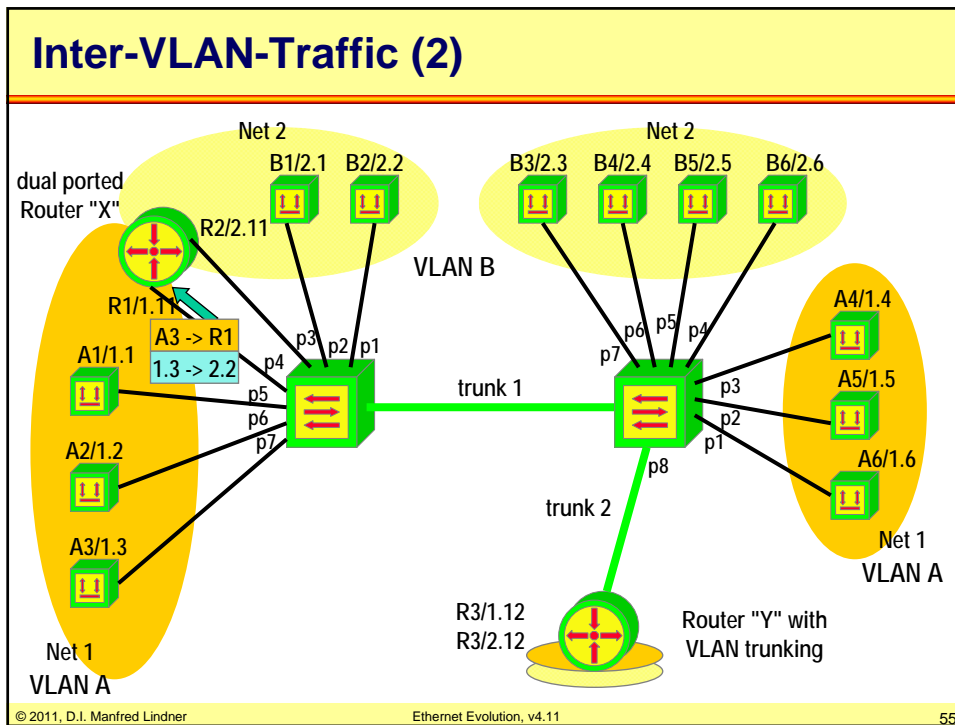 Inter-VLAN-Traffic (2)
Net 2
B1/2.1
B2/2.2
dual ported
Router "X"
R2/2.11
VLAN B
Net 2
B3/2.3
B4/2.4
B5/2.5
B6/2.6
R1/1.11
A3 -> R1
1.3 -> 2.2
p3
p2
p1
p4
p5
p6
p7
A1/1.1
A2/1.2
A3/1.3
Net 1
VLAN A
trunk 1
p7
p6
p5
p4
p3
p2
p1
p8
A4/1.4
A5/1.5
A6/1.6
Net 1
VLAN A
trunk 2
R3/1.12
R3/2.12
Router "Y" with
VLAN trunking
© 2011, D.I. Manfred Lindner
Ethernet Evolution, v4.11
55